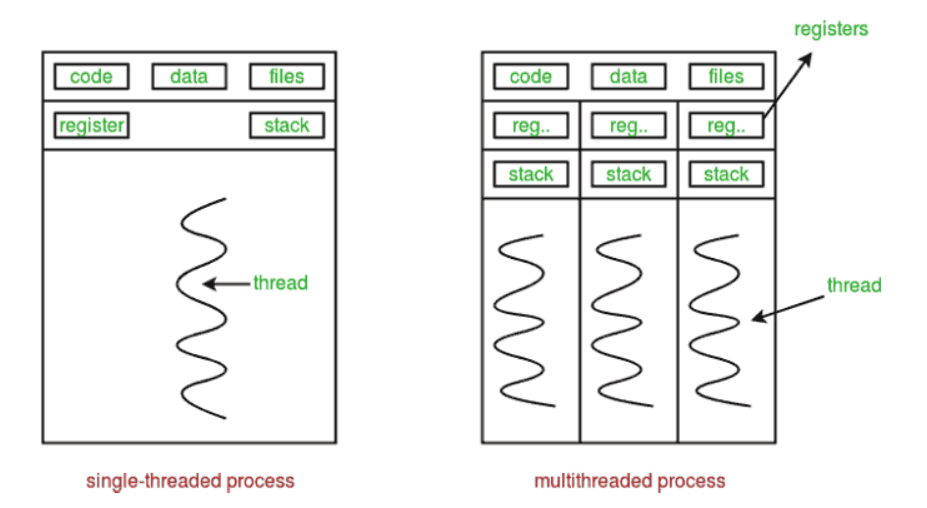 registers
code data files
register stack
thread
single-threaded process
code data files
reg.. reg.. reg..
stack stack stack
thread
multithreaded process